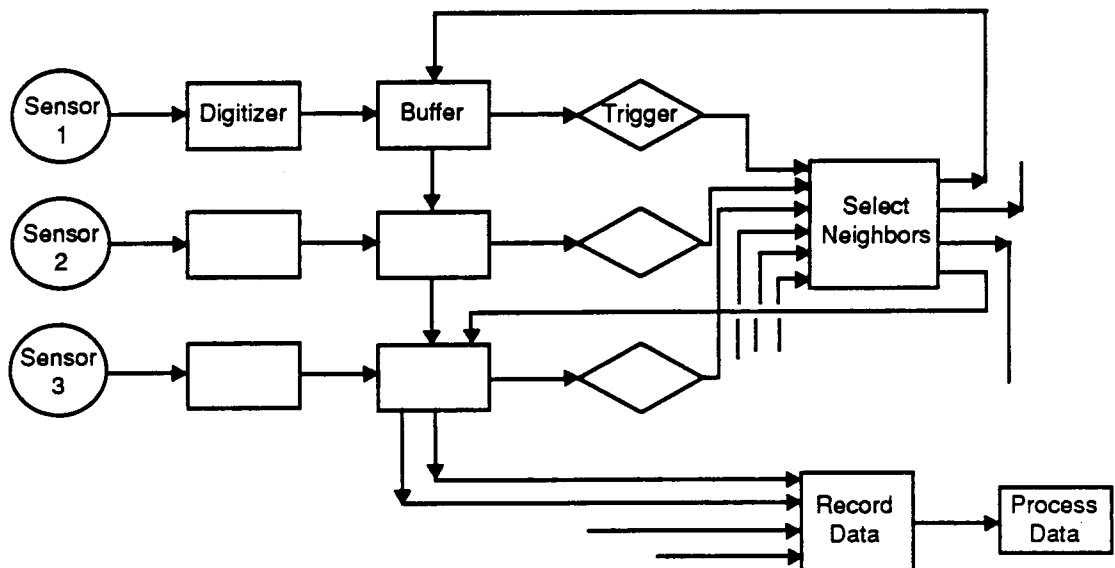 Sensor
1
Digitizer
Buffer
Trigger
Select
Neighbors
Sensor
2
Sensor
3
Record
Data
Process
Data